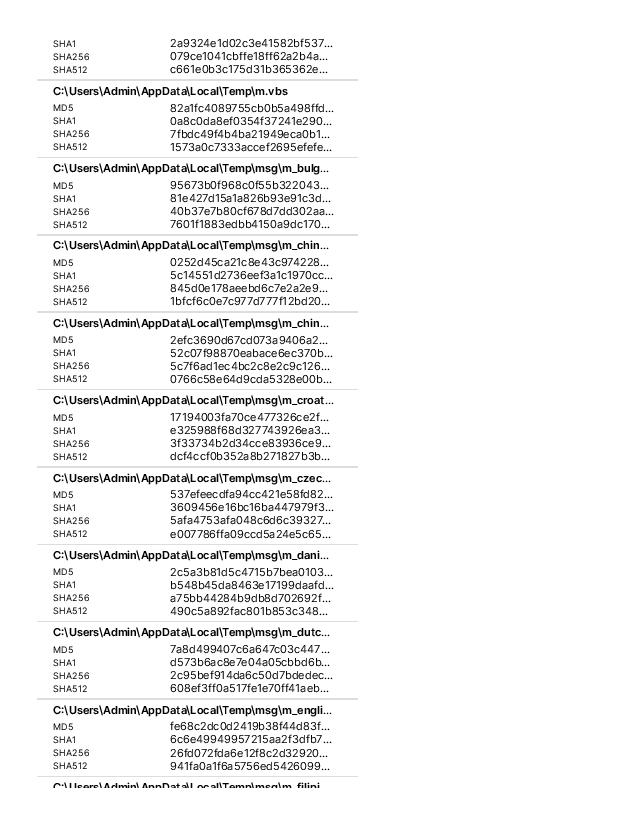 SHA1 2a9324e1d02c3e41582bf537...
SHA256 079ce1041cbffe18ff62a2b4a...
SHA512 c661e0b3c175d31b365362e...
C:\Users\Admin\AppData\Local\Temp\m.vbs
MD5 82a1fc4089755cb0b5a498ffd...
SHA1 0a8c0da8ef0354f37241e290...
SHA256 7fbdc49f4b4ba21949eca0b1...
SHA512 1573a0c7333accef2695efefe...
C:\Users\Admin\AppData\Local\Temp\msg\m_bulg...
MD5 95673b0f968c0f55b322043...
SHA1 81e427d15a1a826b93e91c3d...
SHA256 40b37e7b80cf678d7dd302aa...
SHA512 7601f1883edbb4150a9dc170...
C:\Users\Admin\AppData\Local\Temp\msg\m_chin...
MD5 0252d45ca21c8e43c974228...
SHA1 5c14551d2736eef3a1c1970cc...
SHA256 845d0e178aeebd6c7e2a2e9...
SHA512 1bfcf6c0e7c977d777f12bd20...
C:\Users\Admin\AppData\Local\Temp\msg\m_chin...
MD5 2efc3690d67cd073a9406a2...
SHA1 52c07f98870eabace6ec370b...
SHA256 5c7f6ad1ec4bc2c8e2c9c126...
SHA512 0766c58e64d9cda5328e00b...
C:\Users\Admin\AppData\Local\Temp\msg\m_croat...
MD5 17194003fa70ce477326ce2f...
SHA1 e325988f68d327743926ea3...
SHA256 3f33734b2d34cce83936ce9...
SHA512 dcf4ccf0b352a8b271827b3b...
C:\Users\Admin\AppData\Local\Temp\msg\m_czec...
MD5 537efeecdfa94cc421e58fd82...
SHA1 3609456e16bc16ba447979f3...
SHA256 5afa4753afa048c6d6c39327...
SHA512 e007786ffa09ccd5a24e5c65...
C:\Users\Admin\AppData\Local\Temp\msg\m_dani...
MD5 2c5a3b81d5c4715b7bea0103...
SHA1 b548b45da8463e17199daafd...
SHA256 a75bb44284b9db8d702692f...
SHA512 490c5a892fac801b853c348...
C:\Users\Admin\AppData\Local\Temp\msg\m_dutc...
MD5 7a8d499407c6a647c03c447...
SHA1 d573b6ac8e7e04a05cbbd6b...
SHA256 2c95bef914da6c50d7bdedec...
SHA512 608ef3ff0a517fe1e70ff41aeb...
C:\Users\Admin\AppData\Local\Temp\msg\m_engli...
MD5 fe68c2dc0d2419b38f44d83f...
SHA1 6c6e49949957215aa2f3dfb7...
SHA256 26fd072fda6e12f8c2d32920...
SHA512 941fa0a1f6a5756ed5426099...
C:\Users\Admin\AppData\Local\Temp\msg\m_filipi...